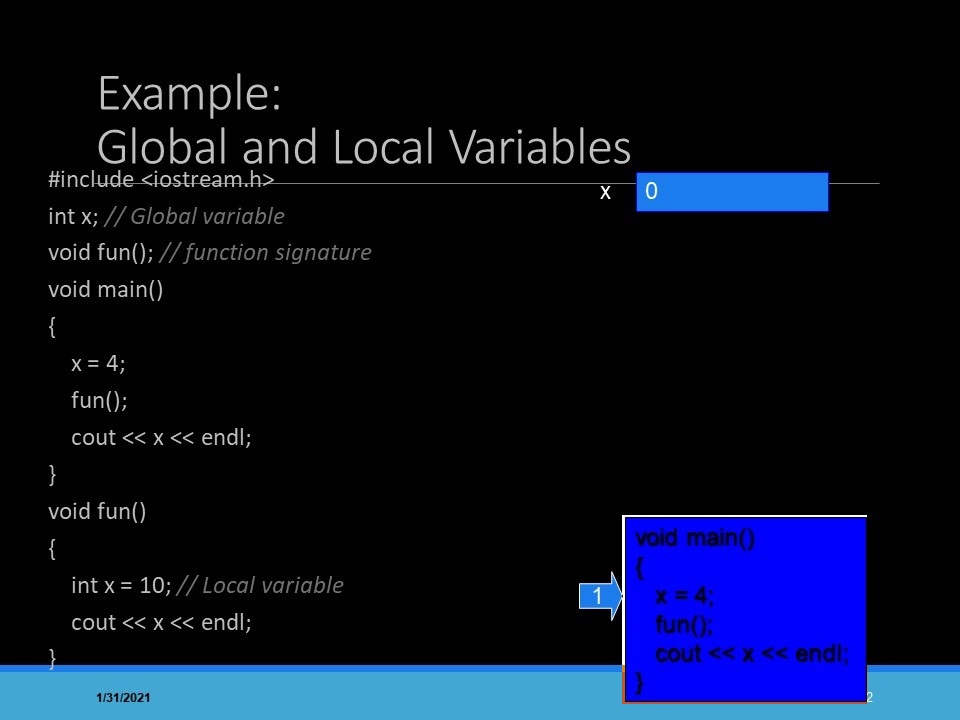 Example:
Global and Local Variables
#include <iostream.h>
int x; // Global variable
void fun(); // function signature
void main()
{
x = 4;
fun();
cout << x << endl;
}
void fun()
{
int x = 10; // Local variable
cout << x << endl;
}
x 0
1
void main()
{
x = 4;
fun();
cout << x << endl;
}
1/31/2021
2